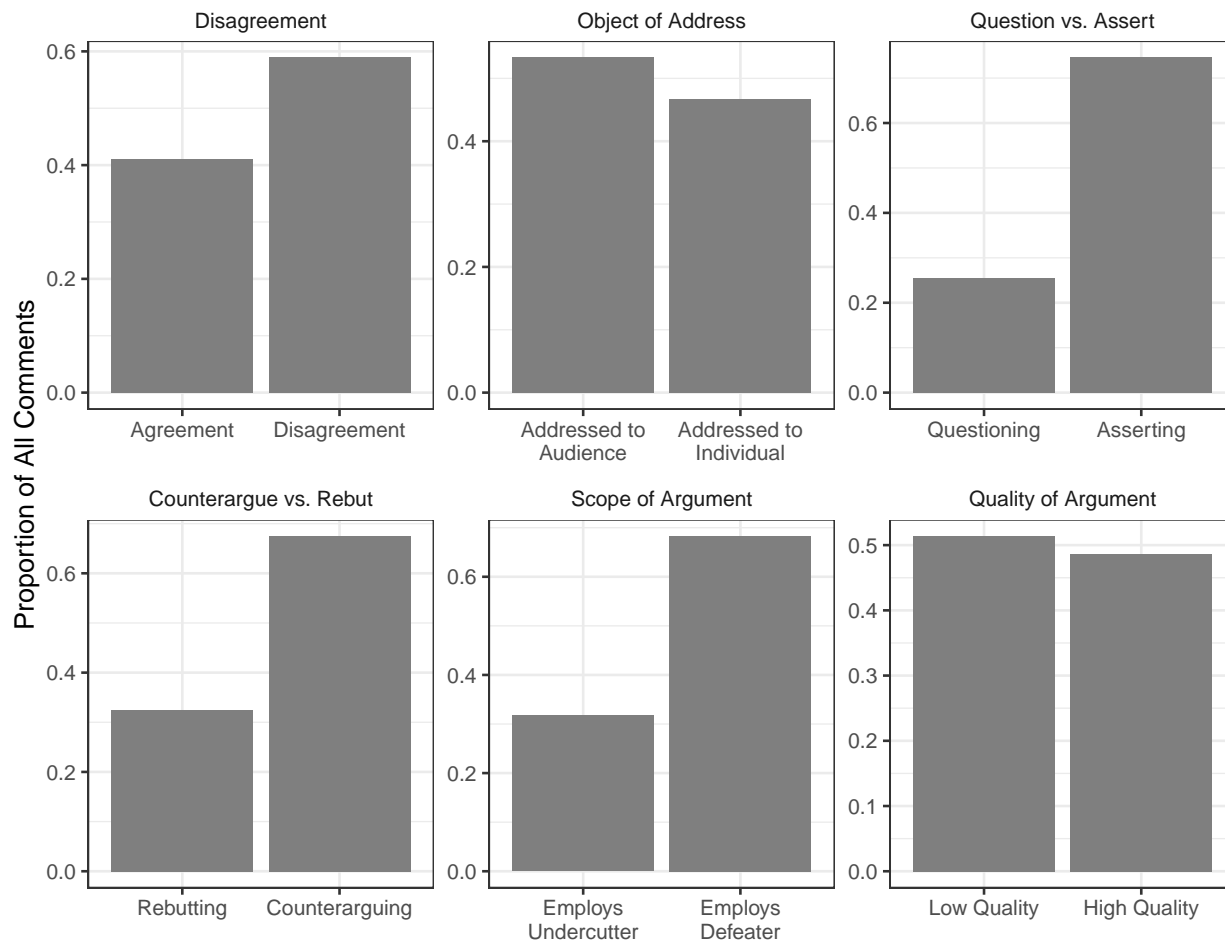 Proportion of All Comments
Disagreement
0.6
0.4
0.2
0.0
Agreement Disagreement
Object of Address
0.4
0.2
0.0
Addressed to Addressed to
Audience Individual
Question vs. Assert
0.6
0.4
0.2
0.0
Questioning Asserting
Counterargue vs. Rebut
0.6
0.4
0.2
0.0
Rebutting Counterarguing
Scope of Argument
0.6
0.4
0.2
0.0
Employs Employs
Undercutter Defeater
Quality of Argument
0.5
0.4
0.3
0.2
0.1
0.0
Low Quality High Quality